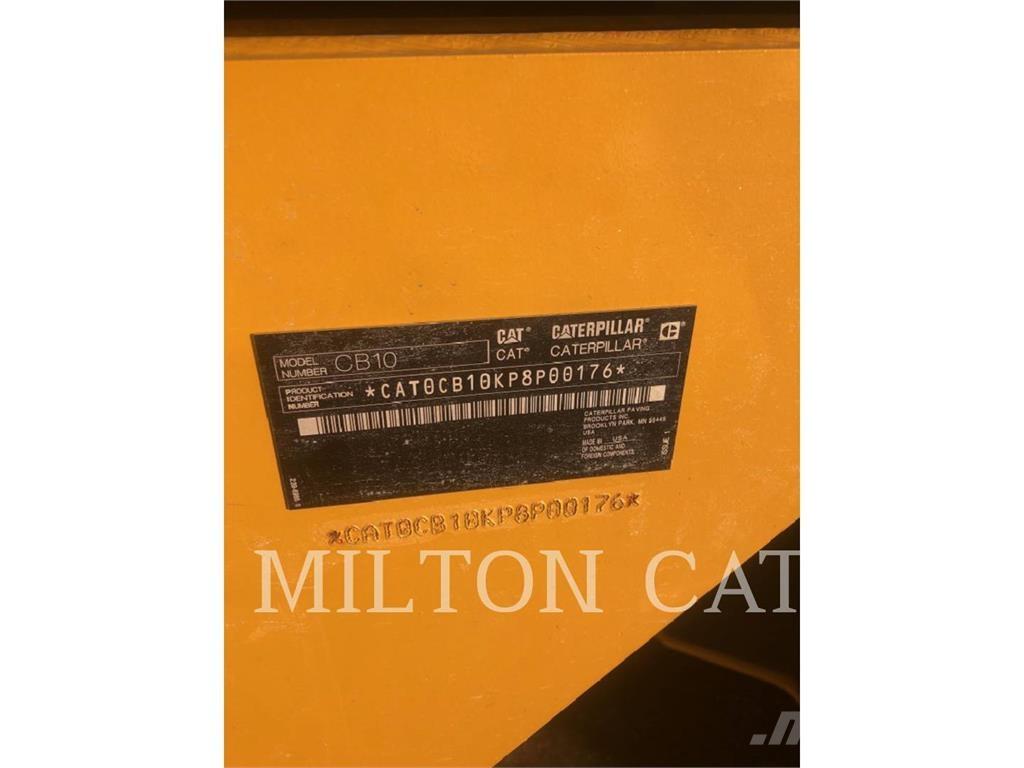 MODEL NUMBER CB10
CAT CATERPILLAR
CAT® CATERPILLAR®
PRODUCT IDENTIFICATION NUMBER *CAT0CB10KP8P00176*
CATERPILLAR PAVING
PRODUCTS INC.
BROOKLYN PARK, MN 55445
USA
MADE IN USA
OF DOMESTIC AND
FOREIGN COMPONENTS.
ISSUE 1
*CAT0CB10KP8P00176*
MILTON CAT